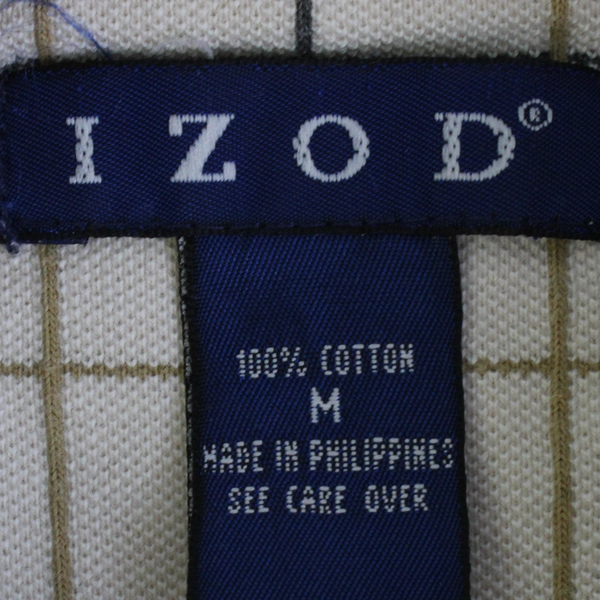 IZOD®
100% COTTON
M
MADE IN PHILIPPINES
SEE CARE OVER